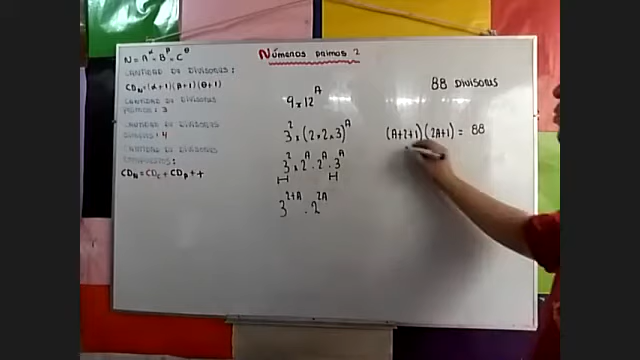 Números primos 2
N = A^α = B^β = C^θ
CANTIDAD DE DIVISORES :
CD_N = (α+1)(β+1)(θ+1)
CANTIDAD DE DIVISORES
PRIMOS : 3
CANTIDAD DE DIVISORES
: 4
CANTIDAD DE DIVISORES
COMPUESTOS :
CD_N = CD_C + CD_P + +
9 x 12^A
3^2 x (2 x 2 x 3)^A
3^2 x 2^A . 2^A . 3^A
3^{2+A} . 2^{2A}
88 DIVISORES
(A+2+1)(2A+1) = 88